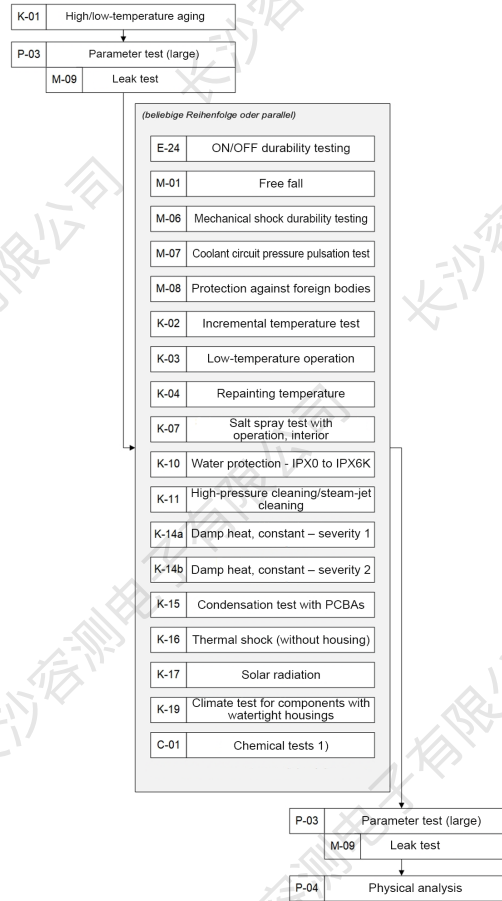 K-01 High/low-temperature aging
P-03 Parameter test (large)
M-09 Leak test
(beliebige Reihenfolge oder parallel)
E-24 ON/OFF durability testing
M-01 Free fall
M-06 Mechanical shock durability testing
M-07 Coolant circuit pressure pulsation test
M-08 Protection against foreign bodies
K-02 Incremental temperature test
K-03 Low-temperature operation
K-04 Repainting temperature
K-07 Salt spray test with
operation, interior
K-10 Water protection - IPX0 to IPX6K
K-11 High-pressure cleaning/steam-jet
cleaning
K-14a Damp heat, constant – severity 1
K-14b Damp heat, constant – severity 2
K-15 Condensation test with PCBAs
K-16 Thermal shock (without housing)
K-17 Solar radiation
K-19 Climate test for components with
watertight housings
C-01 Chemical tests 1)
P-03 Parameter test (large)
M-09 Leak test
P-04 Physical analysis